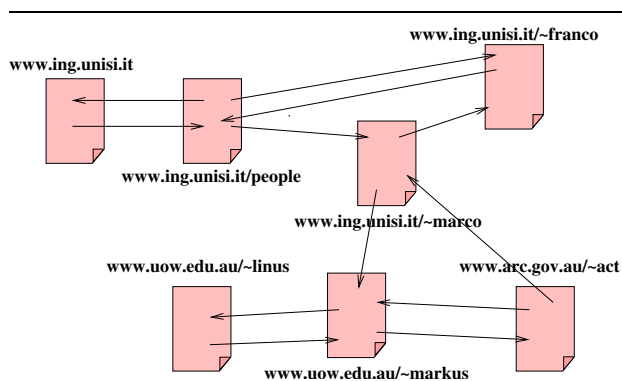 www.ing.unisi.it/~franco
www.ing.unisi.it
www.ing.unisi.it/people
www.ing.unisi.it/~marco
www.uow.edu.au/~linus
www.arc.gov.au/~act
www.uow.edu.au/~markus